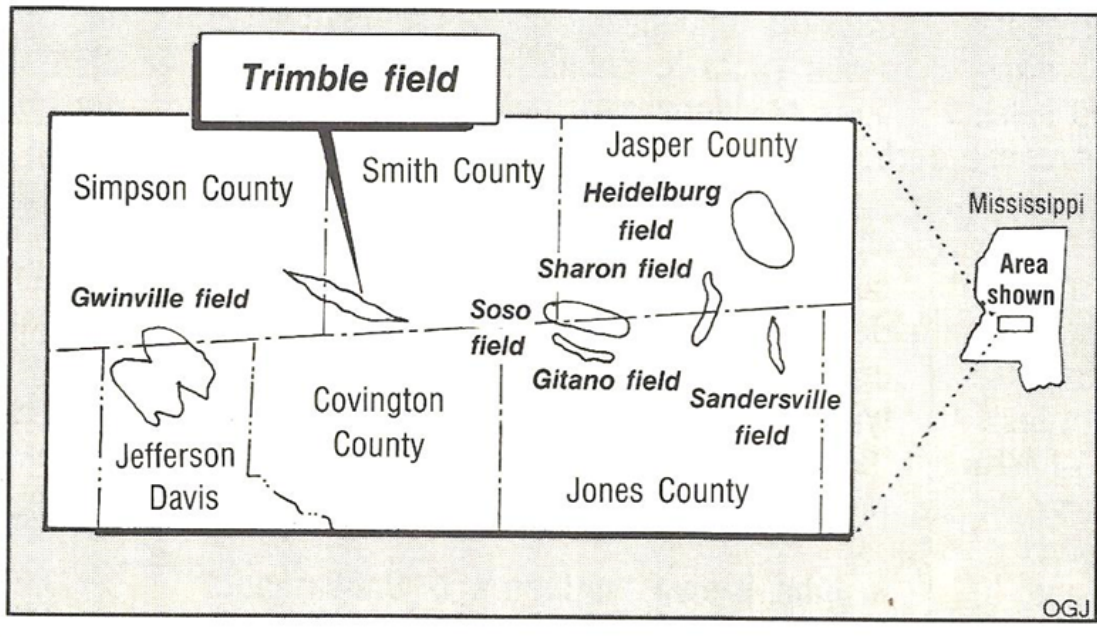 Trimble field
Simpson County
Smith County
Jasper County
Heidelburg
field
Sharon field
Gwinville field
Soso
field
Gitano field
Sandersville
field
Covington
County
Jefferson
Davis
Jones County
Mississippi
Area
shown
OGJ